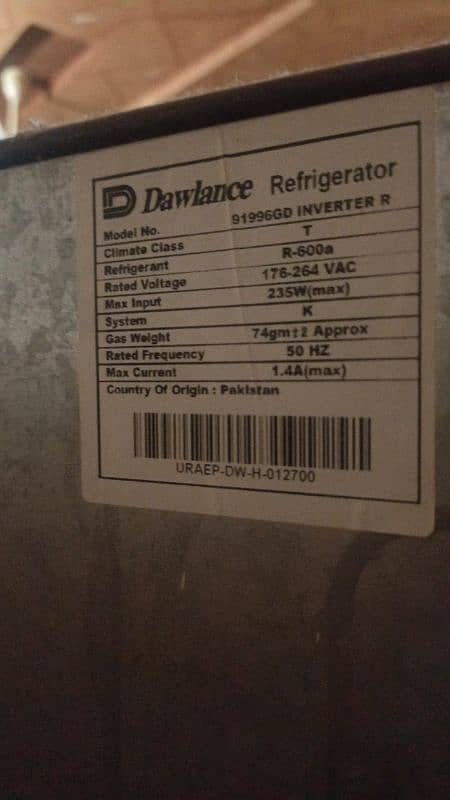 Dawlance Refrigerator
Model No. 91996GD INVERTER R
Climate Class T
Refrigerant R-600a
Rated Voltage 176-264 VAC
Max Input 235W(max)
System K
Gas Weight 74gm±2 Approx
Rated Frequency 50 HZ
Max Current 1.4A(max)
Country Of Origin : Pakistan
URAEP-DW-H-012700